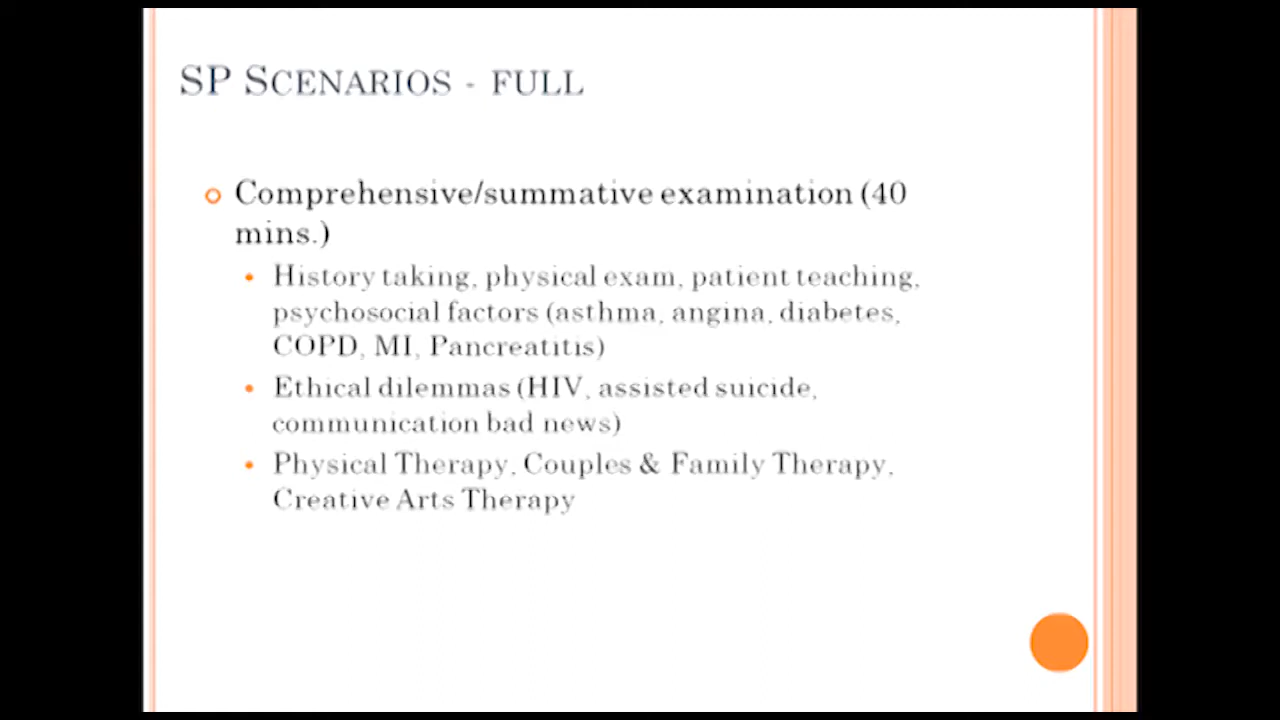 SP SCENARIOS - FULL
Comprehensive/summative examination (40
mins.)
History taking, physical exam, patient teaching,
psychosocial factors (asthma, angina, diabetes,
COPD, MI, Pancreatitis)
Ethical dilemmas (HIV, assisted suicide,
communication bad news)
Physical Therapy, Couples & Family Therapy,
Creative Arts Therapy